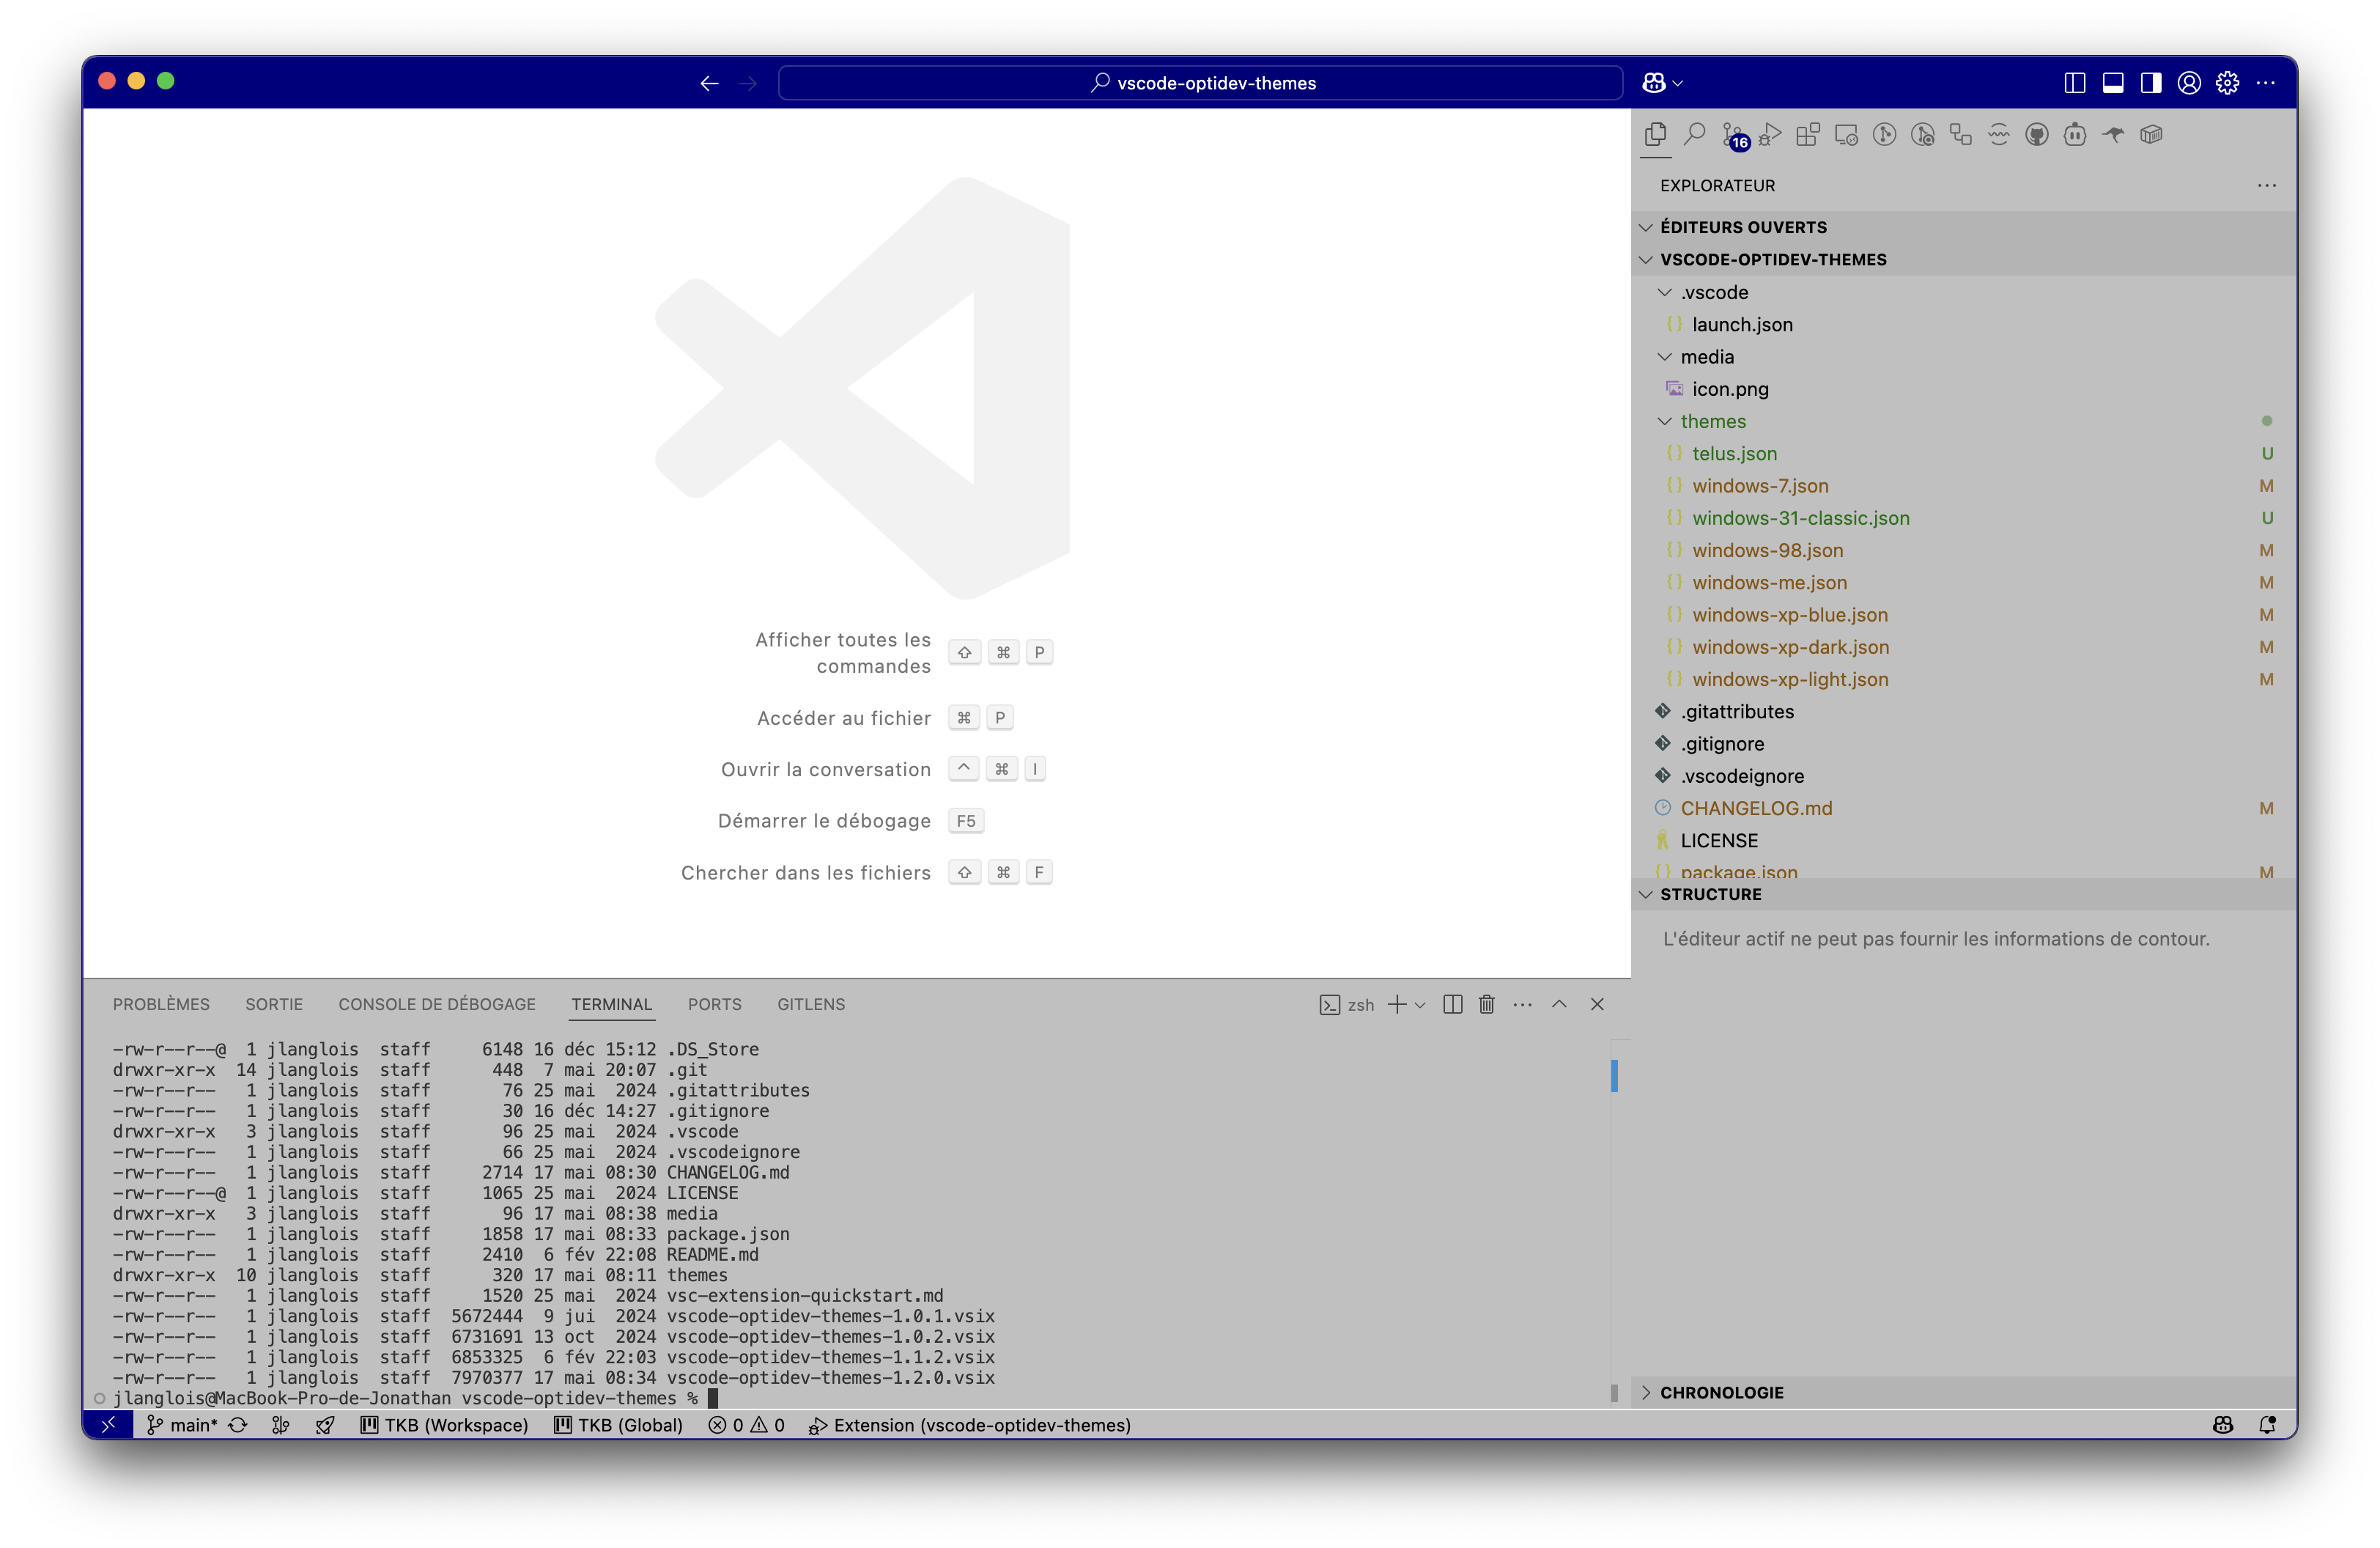 vscode-optidev-themes
16
EXPLORATEUR
ÉDITEURS OUVERTS
VSCODE-OPTIDEV-THEMES
.vscode
launch.json
media
icon.png
themes
telus.json U
windows-7.json M
windows-31-classic.json U
windows-98.json M
windows-me.json M
windows-xp-blue.json M
windows-xp-dark.json M
windows-xp-light.json M
.gitattributes
.gitignore
.vscodeignore
CHANGELOG.md M
LICENSE
package.json M
STRUCTURE
L'éditeur actif ne peut pas fournir les informations de contour.
CHRONOLOGIE
Afficher toutes les
commandes ⇧ ⌘ P
Accéder au fichier ⌘ P
Ouvrir la conversation ^ ⌘ I
Démarrer le débogage F5
Chercher dans les fichiers ⇧ ⌘ F
PROBLÈMES SORTIE CONSOLE DE DÉBOGAGE TERMINAL PORTS GITLENS zsh
-rw-r--r--@ 1 jlanglois staff 6148 16 déc 15:12 .DS_Store
drwxr-xr-x 14 jlanglois staff 448 7 mai 20:07 .git
-rw-r--r-- 1 jlanglois staff 76 25 mai 2024 .gitattributes
-rw-r--r-- 1 jlanglois staff 30 16 déc 14:27 .gitignore
drwxr-xr-x 3 jlanglois staff 96 25 mai 2024 .vscode
-rw-r--r-- 1 jlanglois staff 66 25 mai 2024 .vscodeignore
-rw-r--r-- 1 jlanglois staff 2714 17 mai 08:30 CHANGELOG.md
-rw-r--r--@ 1 jlanglois staff 1065 25 mai 2024 LICENSE
drwxr-xr-x 3 jlanglois staff 96 17 mai 08:38 media
-rw-r--r-- 1 jlanglois staff 1858 17 mai 08:33 package.json
-rw-r--r-- 1 jlanglois staff 2410 6 fév 22:08 README.md
drwxr-xr-x 10 jlanglois staff 320 17 mai 08:11 themes
-rw-r--r-- 1 jlanglois staff 1520 25 mai 2024 vsc-extension-quickstart.md
-rw-r--r-- 1 jlanglois staff 5672444 9 jui 2024 vscode-optidev-themes-1.0.1.vsix
-rw-r--r-- 1 jlanglois staff 6731691 13 oct 2024 vscode-optidev-themes-1.0.2.vsix
-rw-r--r-- 1 jlanglois staff 6853325 6 fév 22:03 vscode-optidev-themes-1.1.2.vsix
-rw-r--r-- 1 jlanglois staff 7970377 17 mai 08:34 vscode-optidev-themes-1.2.0.vsix
jlanglois@MacBook-Pro-de-Jonathan vscode-optidev-themes %
main* TKB (Workspace) TKB (Global) 0 0 Extension (vscode-optidev-themes)